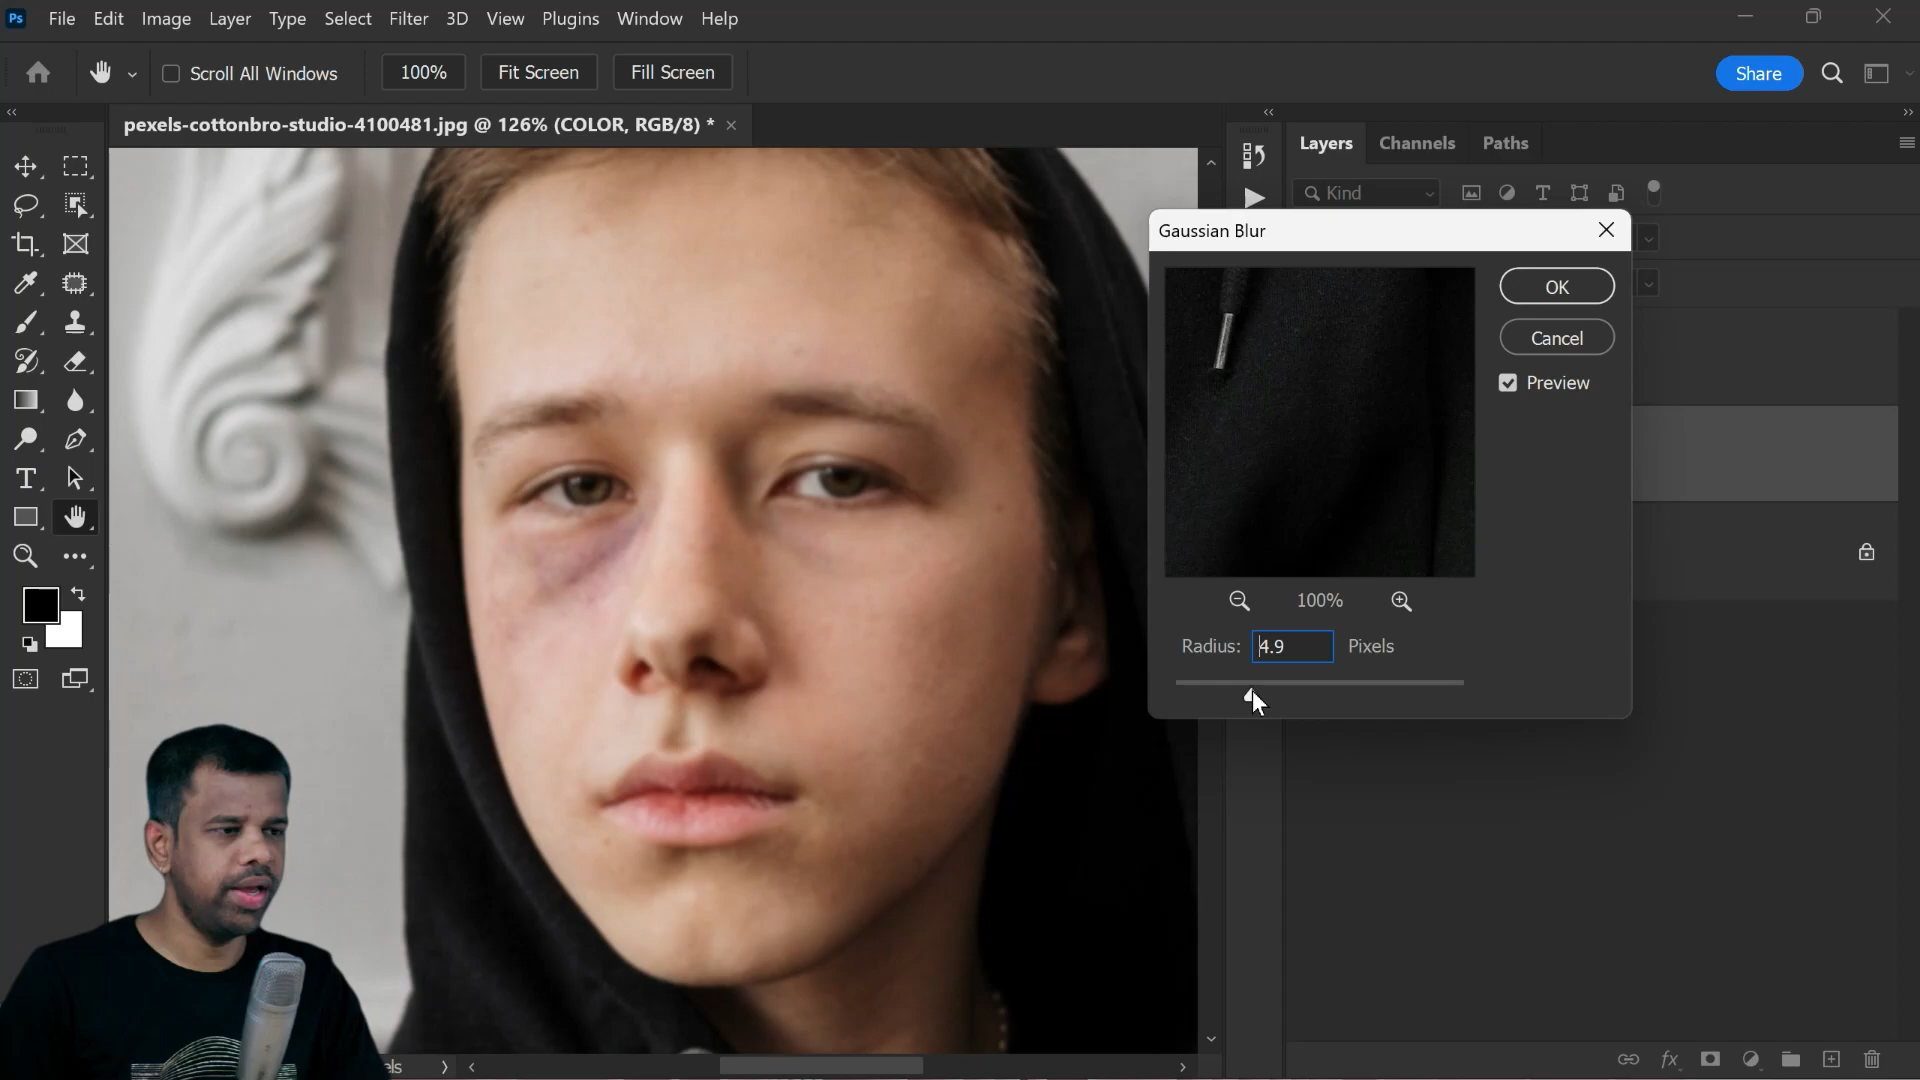 Ps File Edit Image Layer Type Select Filter 3D View Plugins Window Help
Scroll All Windows 100% Fit Screen Fill Screen Share
pexels-cottonbro-studio-4100481.jpg @ 126% (COLOR, RGB/8) *
Layers Channels Paths
Kind
Gaussian Blur
OK
Cancel
Preview
100%
Radius: 4.9 Pixels
els
fx